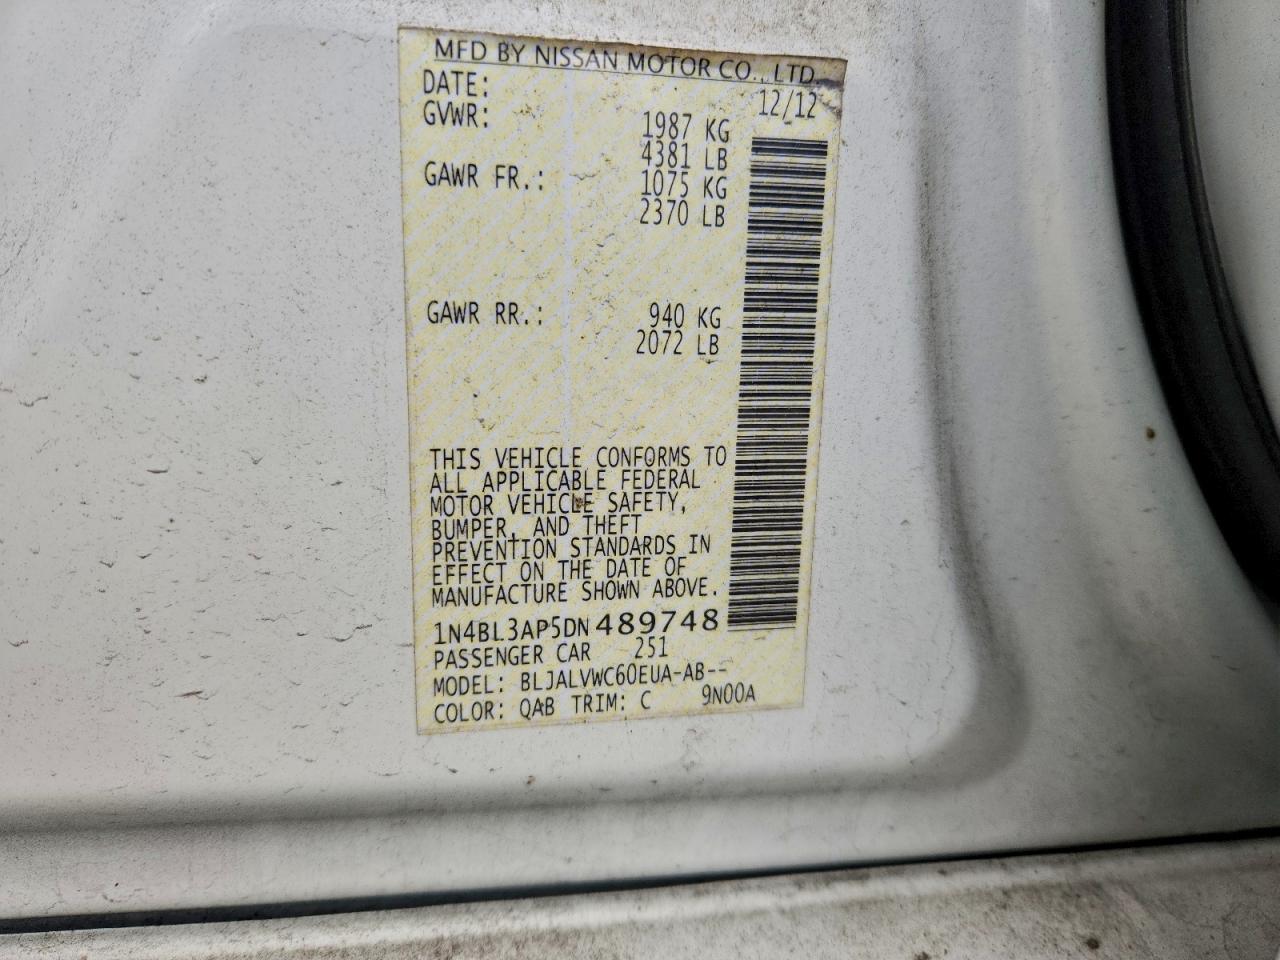 MFD BY NISSAN MOTOR CO., LTD.
DATE: 12/12
GVWR: 1987 KG
4381 LB
GAWR FR.: 1075 KG
2370 LB
GAWR RR.: 940 KG
2072 LB
THIS VEHICLE CONFORMS TO
ALL APPLICABLE FEDERAL
MOTOR VEHICLE SAFETY,
BUMPER, AND THEFT
PREVENTION STANDARDS IN
EFFECT ON THE DATE OF
MANUFACTURE SHOWN ABOVE.
1N4BL3AP5DN489748
PASSENGER CAR 251
MODEL: BLJALVWC60EUA-AB--
COLOR: QAB TRIM: C 9N00A